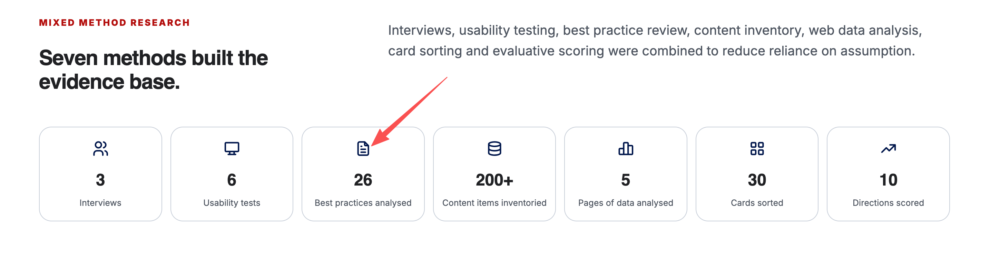 MIXED METHOD RESEARCH
Seven methods built the
evidence base.
Interviews, usability testing, best practice review, content inventory, web data analysis,
card sorting and evaluative scoring were combined to reduce reliance on assumption.
3
Interviews
6
Usability tests
26
Best practices analysed
200+
Content items inventoried
5
Pages of data analysed
30
Cards sorted
10
Directions scored